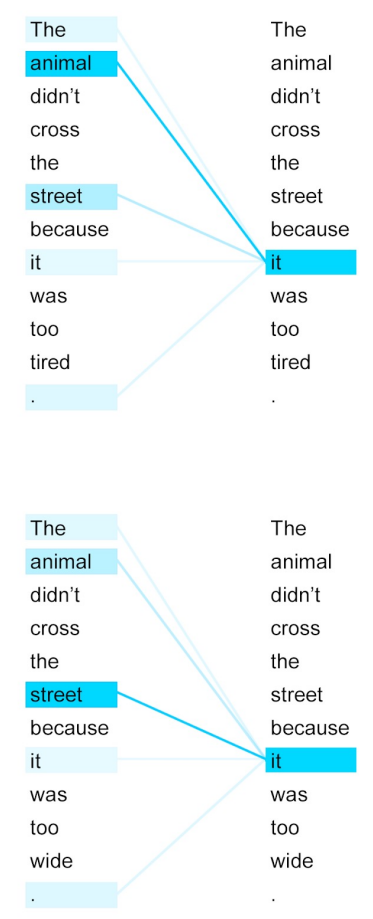 The The
animal animal
didn't didn't
cross cross
the the
street street
because because
it it
was was
too too
tired tired
. .
The The
animal animal
didn't didn't
cross cross
the the
street street
because because
it it
was was
too too
wide wide
. .